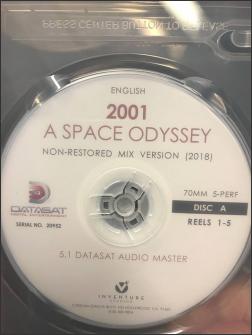 PRESS CENTER BUTTON TO RELEASE
ENGLISH
2001
A SPACE ODYSSEY
NON-RESTORED MIX VERSION (2018)
DATASAT
DIGITAL ENTERTAINMENT
SERIAL NO. 20952
70MM 5-PERF
DISC A
REELS 1-5
5.1 DATASAT AUDIO MASTER
INVENTURE
STUDIOS